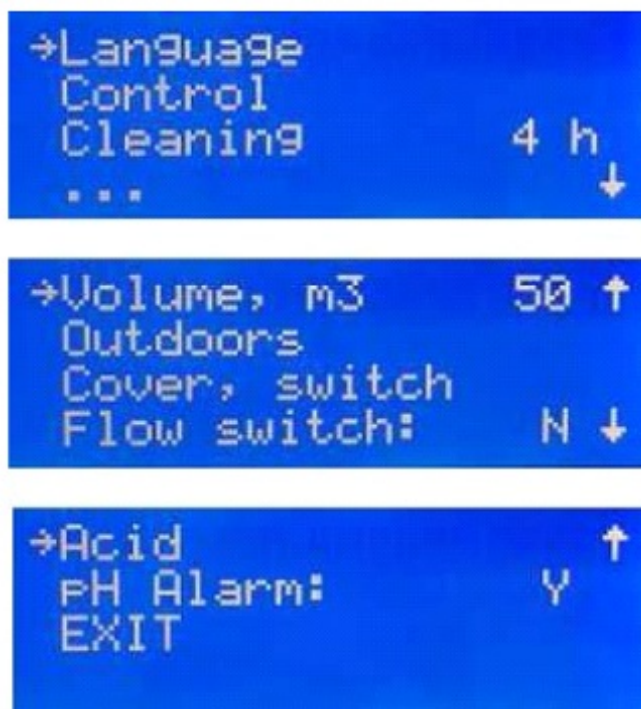 →Language
Control
Cleaning 4 h
... ↓
→Volume, m3 50 ↑
Outdoors
Cover, switch
Flow switch: N ↓
→Acid ↑
pH Alarm: Y
EXIT